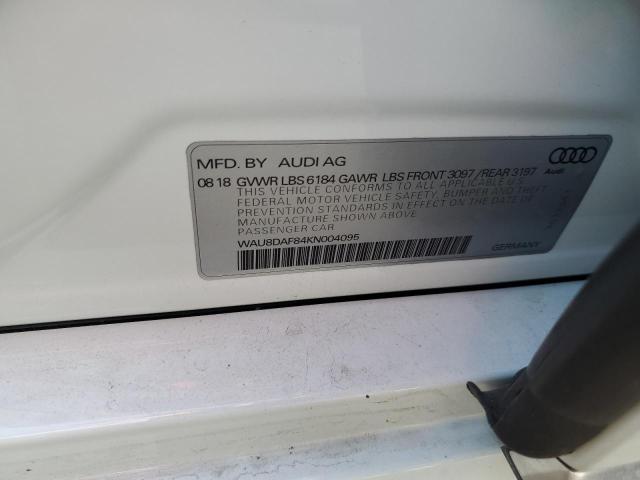 MFD. BY AUDI AG
08 18 GVWR LBS 6184 GAWR LBS FRONT 3097 / REAR 3197
THIS VEHICLE CONFORMS TO ALL APPLICABLE U.S.
FEDERAL MOTOR VEHICLE SAFETY, BUMPER AND THEFT
PREVENTION STANDARDS IN EFFECT ON THE DATE OF
MANUFACTURE SHOWN ABOVE
PASSENGER CAR
WAU8DAF84KN004095
Audi
GERMANY